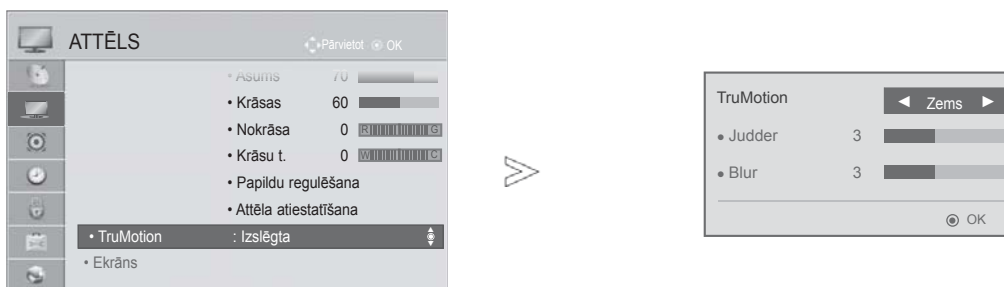 ATTĒLS
Pārvietot OK
• Asums 70
• Krāsas 60
• Nokrāsa 0 R G
• Krāsu t. 0 W C
• Papildu regulēšana
• Attēla atiestatīšana
• TruMotion : Izslēgta
• Ekrāns
TruMotion ◄ Zems ►
• Judder 3
• Blur 3
OK